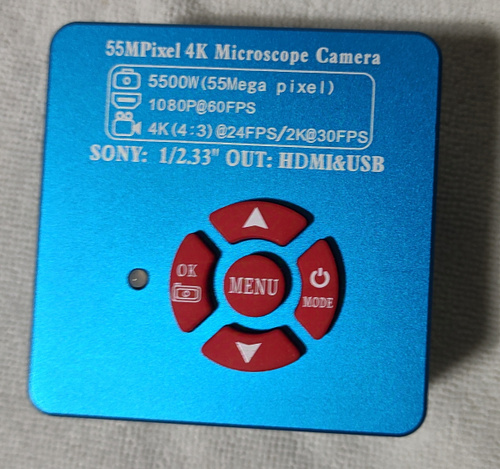 55MPixel 4K Microscope Camera
5500W(55Mega pixel)
1080P@60FPS
4K(4:3)@24FPS/2K@30FPS
SONY: 1/2.33" OUT: HDMI&USB
OK
MENU
MODE